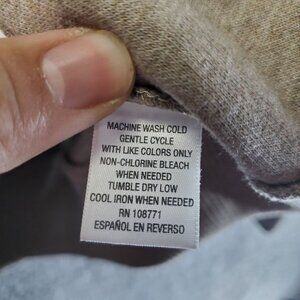 MACHINE WASH COLD
GENTLE CYCLE
WITH LIKE COLORS ONLY
NON-CHLORINE BLEACH
WHEN NEEDED
TUMBLE DRY LOW
COOL IRON WHEN NEEDED
RN 108771
ESPAÑOL EN REVERSO